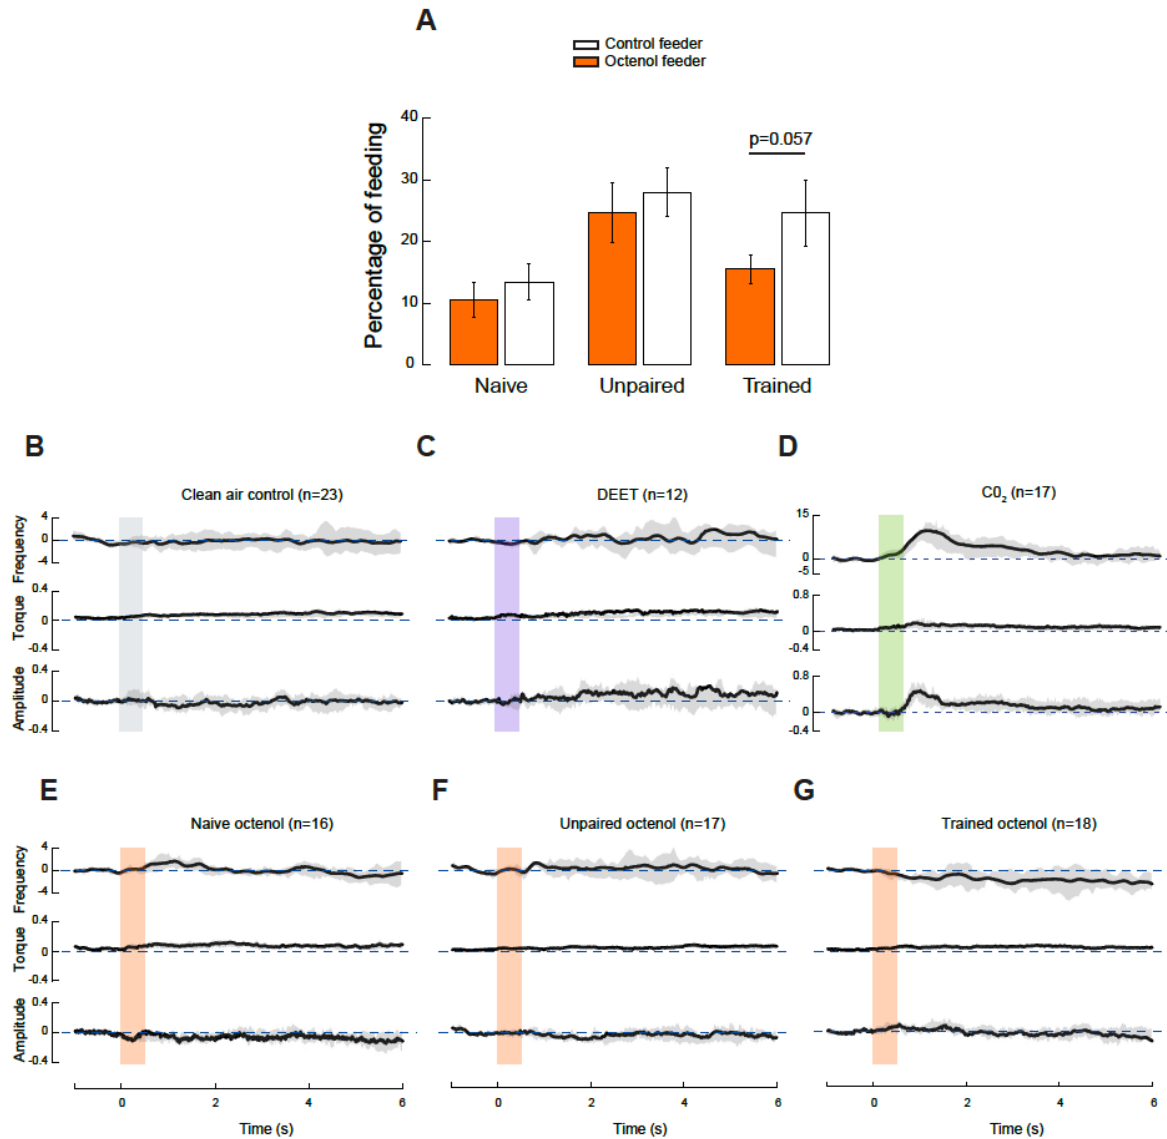 A
Control feeder
Octenol feeder
Percentage of feeding
40
30
20
10
0
p=0.057
Naive
Unpaired
Trained
B
Clean air control (n=23)
Frequency
4
0
-4
Torque
0.4
0
-0.4
Amplitude
0.4
0
-0.4
C
DEET (n=12)
D
C0₂ (n=17)
15
0
-5
0.8
0
-0.4
0.8
0
-0.4
E
Naive octenol (n=16)
Frequency
4
0
4
Torque
0.4
0
-0.4
Amplitude
0.4
0
-0.4
0
2
4
6
Time (s)
F
Unpaired octenol (n=17)
0
2
4
6
Time (s)
G
Trained octenol (n=18)
0
2
4
6
Time (s)